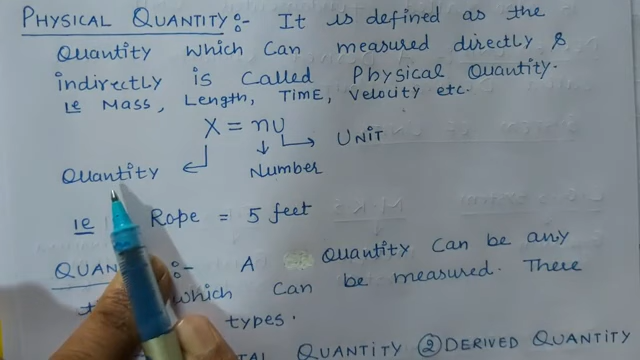 PHYSICAL QUANTITY:- It is defined as the
Quantity which can measured directly &
indirectly is called Physical Quantity.
ie Mass, Length, TIME, Velocity etc.
X = nU
UNIT
Quantity
Number
ie Rope = 5 feet
QUAN :- A Quantity can be any
which can be measured. There
types.
TAL QUANTITY ② DERIVED QUANTITY